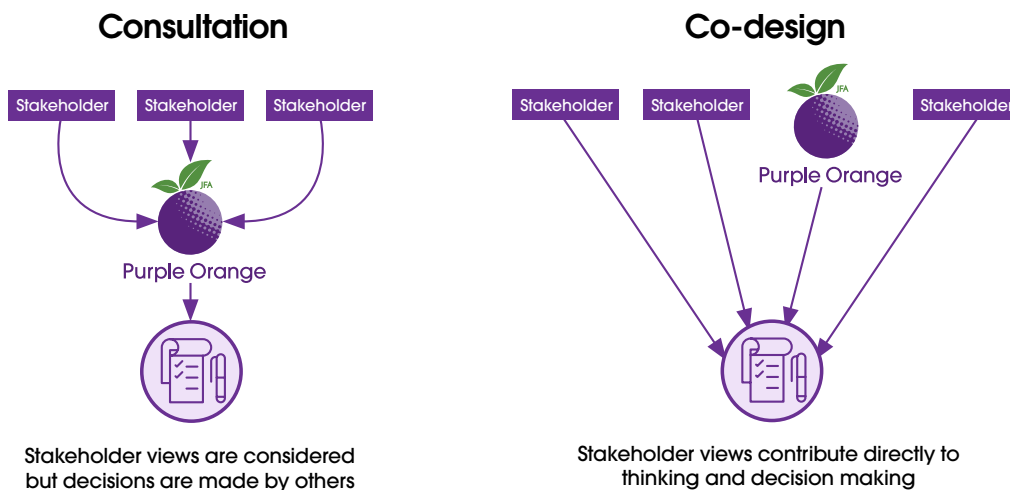 Consultation
Stakeholder
Stakeholder
Stakeholder
JFA
Purple Orange
Stakeholder views are considered
but decisions are made by others
Co-design
Stakeholder
Stakeholder
JFA
Purple Orange
Stakeholder
Stakeholder views contribute directly to
thinking and decision making